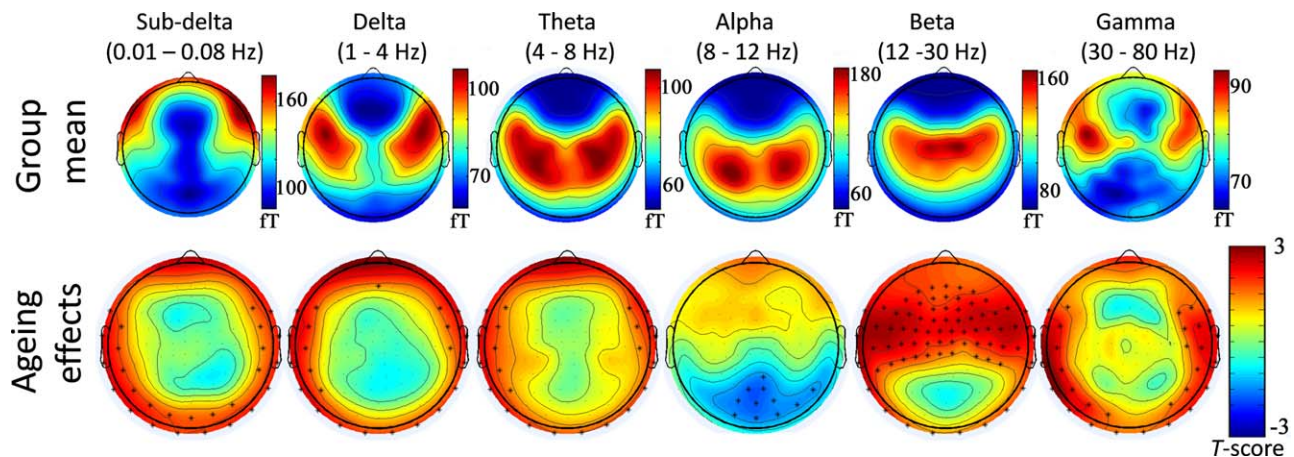 Sub-delta Delta Theta Alpha Beta Gamma
(0.01 – 0.08 Hz) (1 - 4 Hz) (4 - 8 Hz) (8 - 12 Hz) (12 -30 Hz) (30 - 80 Hz)
Group
mean
160 100 100 180 160 90
100 70 60 60 80 70
fT fT fT fT fT fT
Ageing
effects
3
-3
T-score